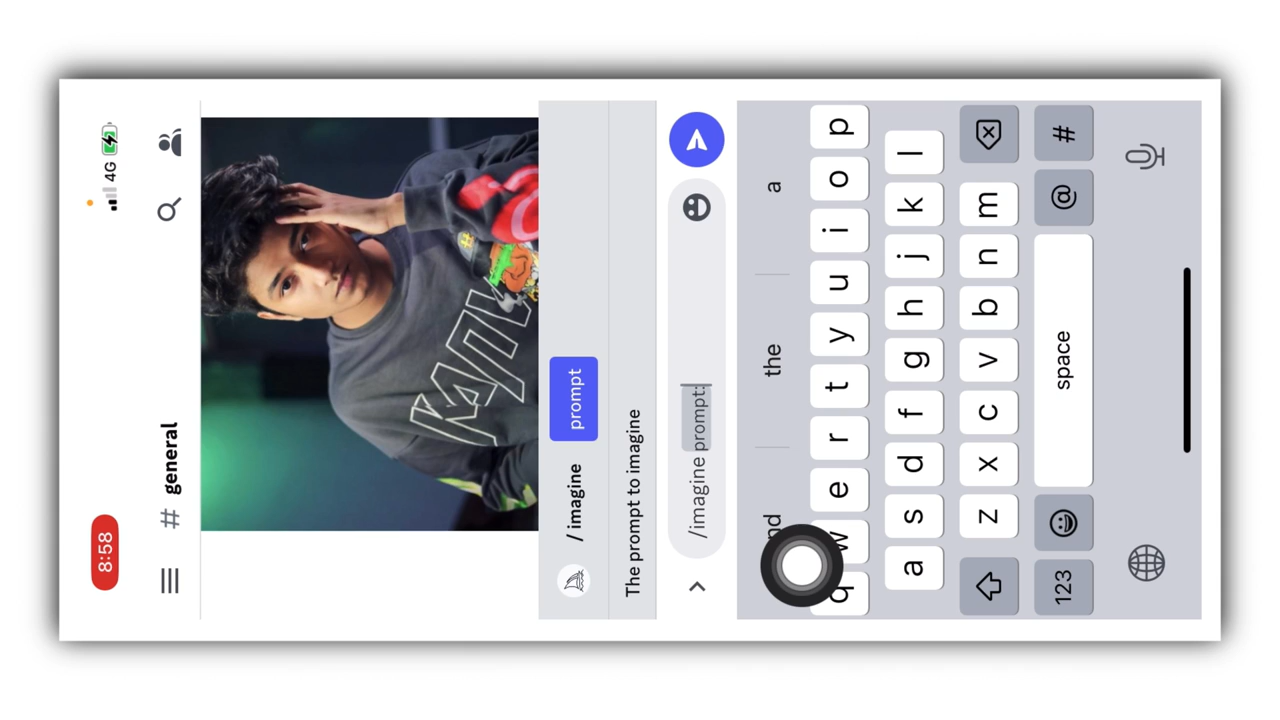 8:58
4G
# general
/imagine prompt
The prompt to imagine
/imagine prompt:
the a
q w e r t y u i o p
a s d f g h j k l
z x c v b n m
123 space @ #